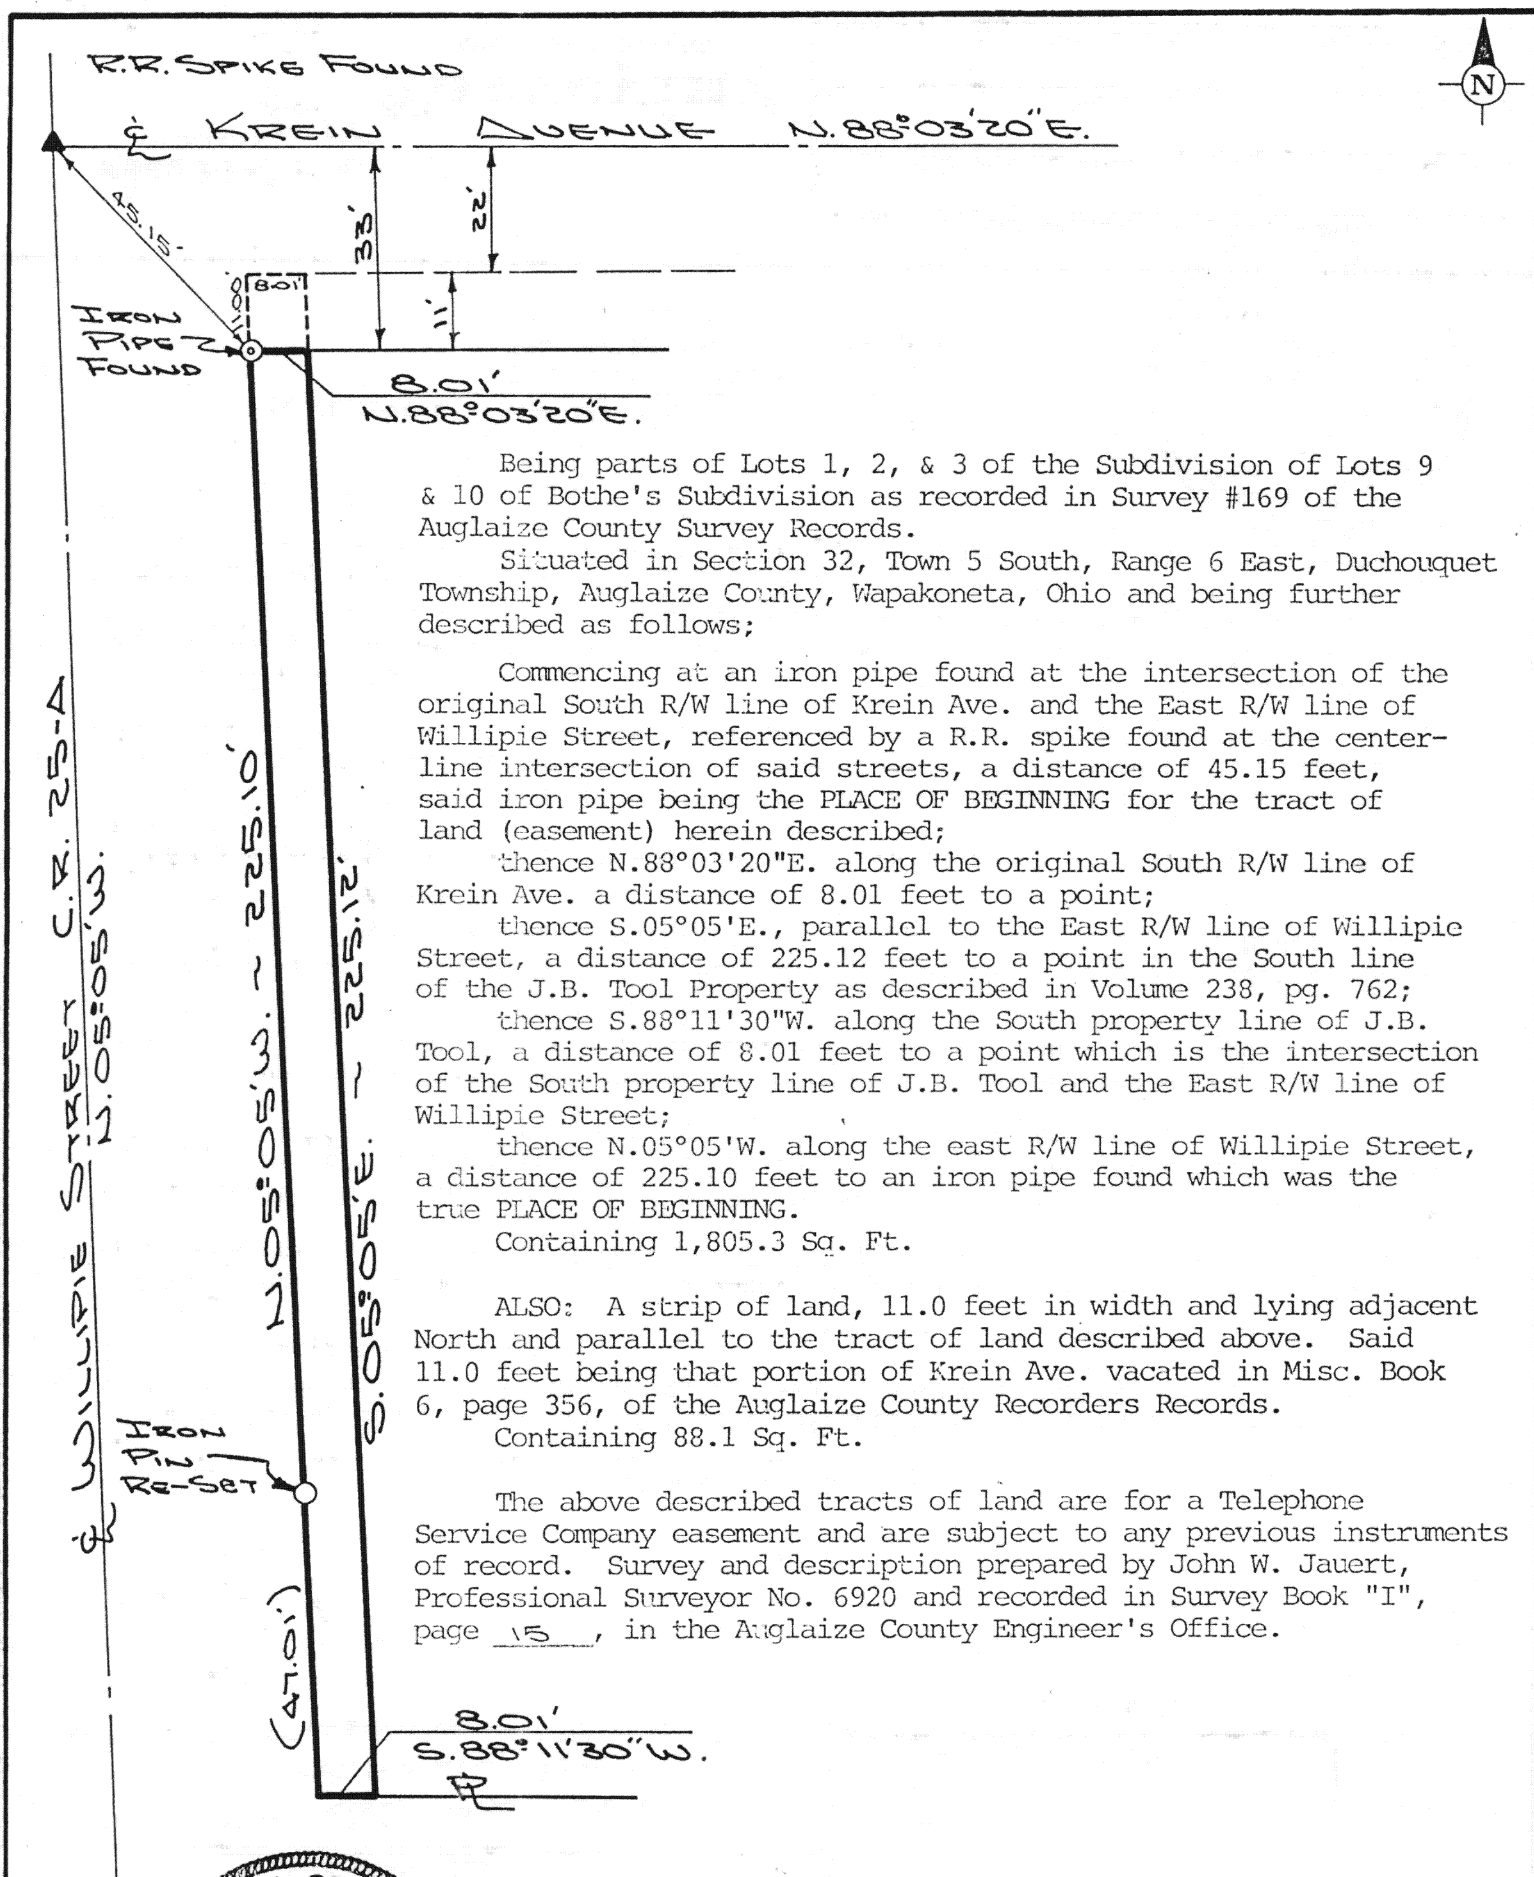 R.R. SPIKE FOUND
N
℄ KREIN AVENUE N.88°03'20"E.
45.15'
33'
22'
8.01'
11.00'
11'
IRON
PIPE
FOUND
8.01'
N.88°03'20"E.
Being parts of Lots 1, 2, & 3 of the Subdivision of Lots 9
& 10 of Bothe's Subdivision as recorded in Survey #169 of the
Auglaize County Survey Records.
Situated in Section 32, Town 5 South, Range 6 East, Duchouquet
Township, Auglaize County, Wapakoneta, Ohio and being further
described as follows;
Commencing at an iron pipe found at the intersection of the
original South R/W line of Krein Ave. and the East R/W line of
Willipie Street, referenced by a R.R. spike found at the center-
line intersection of said streets, a distance of 45.15 feet,
said iron pipe being the PLACE OF BEGINNING for the tract of
land (easement) herein described;
thence N.88°03'20"E. along the original South R/W line of
Krein Ave. a distance of 8.01 feet to a point;
thence S.05°05'E., parallel to the East R/W line of Willipie
Street, a distance of 225.12 feet to a point in the South line
of the J.B. Tool Property as described in Volume 238, pg. 762;
thence S.88°11'30"W. along the South property line of J.B.
Tool, a distance of 8.01 feet to a point which is the intersection
of the South property line of J.B. Tool and the East R/W line of
Willipie Street;
thence N.05°05'W. along the east R/W line of Willipie Street,
a distance of 225.10 feet to an iron pipe found which was the
true PLACE OF BEGINNING.
Containing 1,805.3 Sq. Ft.
ALSO: A strip of land, 11.0 feet in width and lying adjacent
North and parallel to the tract of land described above. Said
11.0 feet being that portion of Krein Ave. vacated in Misc. Book
6, page 356, of the Auglaize County Recorders Records.
Containing 88.1 Sq. Ft.
The above described tracts of land are for a Telephone
Service Company easement and are subject to any previous instruments
of record. Survey and description prepared by John W. Jauert,
Professional Surveyor No. 6920 and recorded in Survey Book "I",
page 15, in the Auglaize County Engineer's Office.
℄ WILLIPIE STREET C.R. 25-A
N.05°05'W.
N.05°05'W. ~ 225.10'
S.05°05'E. ~ 225.12'
IRON
PIN
RE-SET
(47.01')
8.01'
S.88°11'30"W.
PL